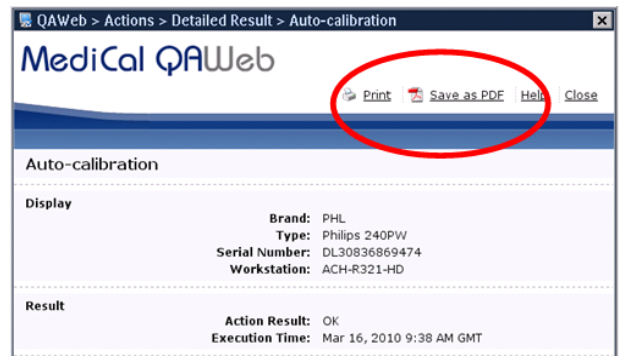 QAWeb > Actions > Detailed Result > Auto-calibration
MediCal QAWeb
Print Save as PDF Help Close
Auto-calibration
Display
Brand: PHL
Type: Philips 240PW
Serial Number: DL30836869474
Workstation: ACH-R321-HD
Result
Action Result: OK
Execution Time: Mar 16, 2010 9:38 AM GMT